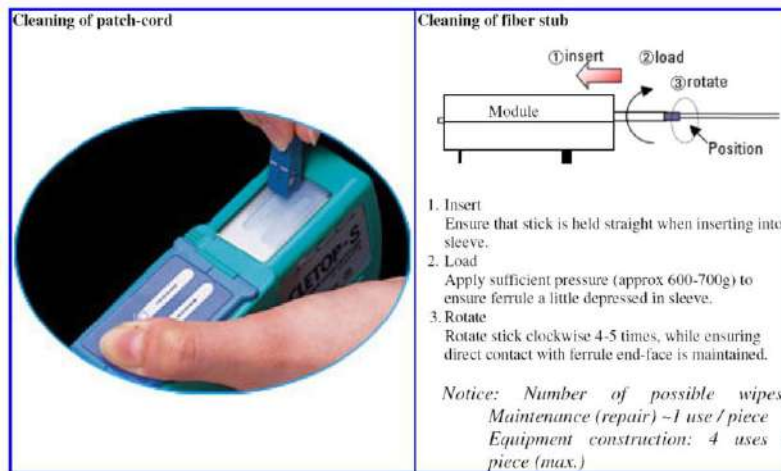 Cleaning of patch-cord
CLETOP-S
Cleaning of fiber stub
①insert
②load
③rotate
Module
Position
1. Insert
Ensure that stick is held straight when inserting into
sleeve.
2. Load
Apply sufficient pressure (approx 600-700g) to
ensure ferrule a little depressed in sleeve.
3. Rotate
Rotate stick clockwise 4-5 times, while ensuring
direct contact with ferrule end-face is maintained.
Notice: Number of possible wipes
Maintenance (repair) ~1 use / piece
Equipment construction: 4 uses
piece (max.)